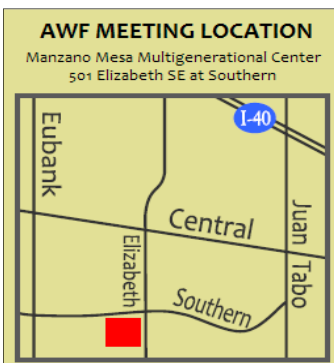 AWF MEETING LOCATION
Manzano Mesa Multigenerational Center
501 Elizabeth SE at Southern
I-40
Eubank
Central
Juan Tabo
Elizabeth
Southern